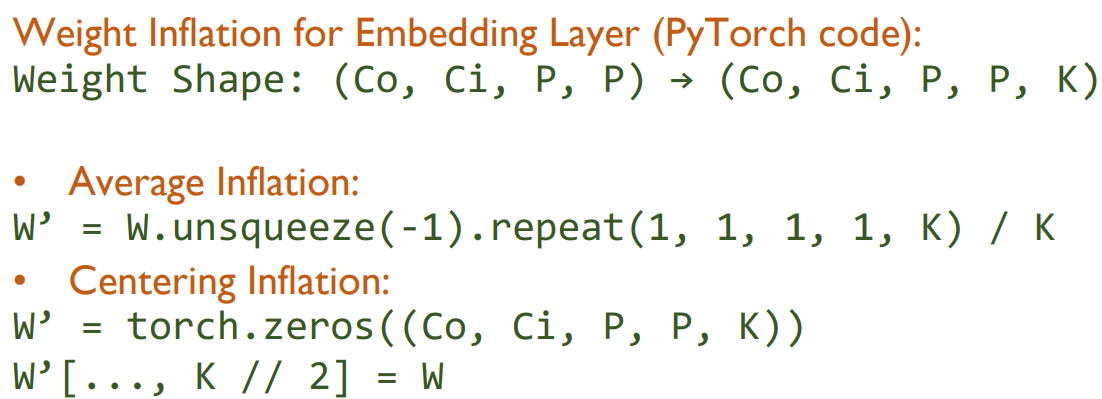 Weight Inflation for Embedding Layer (PyTorch code):
Weight Shape: (Co, Ci, P, P) → (Co, Ci, P, P, K)
• Average Inflation:
W’ = W.unsqueeze(-1).repeat(1, 1, 1, 1, K) / K
• Centering Inflation:
W’ = torch.zeros((Co, Ci, P, P, K))
W’[..., K // 2] = W